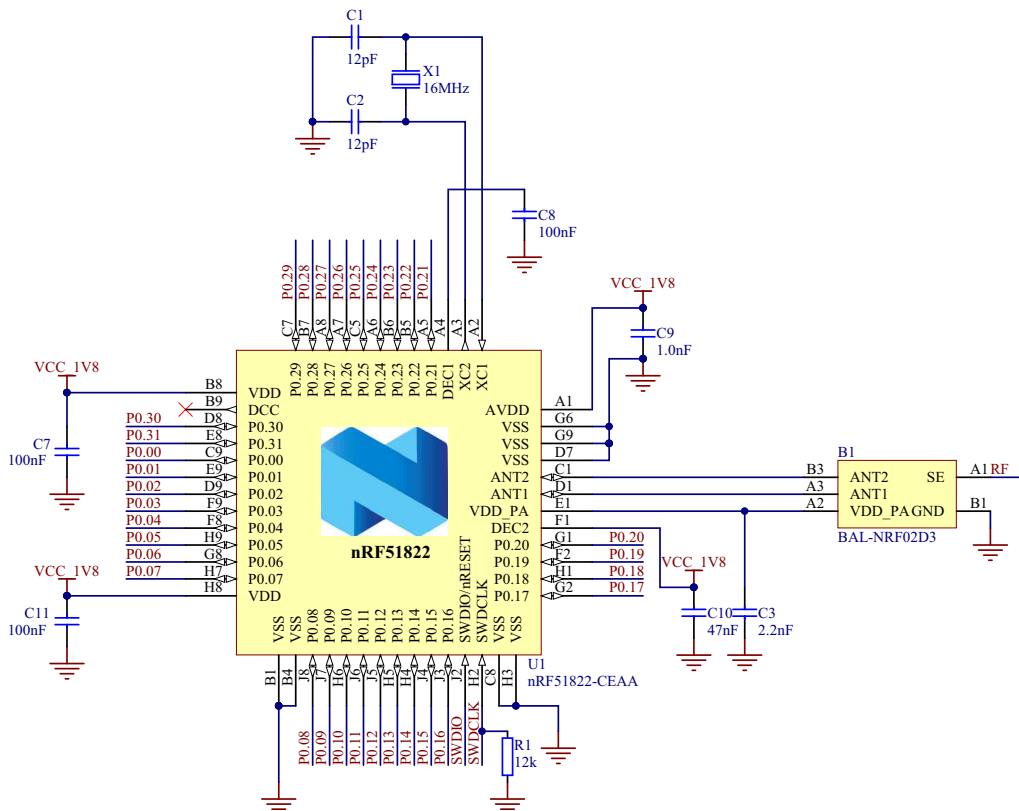 C1
12pF
X1
16MHz
C2
12pF
C8
100nF
P0.29
P0.28
P0.27
P0.26
P0.25
P0.24
P0.23
P0.22
P0.21
C7
B7
A8
A7
C5
A6
B6
B5
A5
A4
A3
A2
P0.29
P0.28
P0.27
P0.26
P0.25
P0.24
P0.23
P0.22
P0.21
DEC1
XC2
XC1
VCC_1V8
C9
1.0nF
VCC_1V8
C7
100nF
B8 VDD
B9 DCC
P0.30 D8 P0.30
P0.31 E8 P0.31
P0.00 C9 P0.00
P0.01 E9 P0.01
P0.02 D9 P0.02
P0.03 F9 P0.03
P0.04 F8 P0.04
P0.05 H9 P0.05
P0.06 G8 P0.06
P0.07 H7 P0.07
VCC_1V8
H8 VDD
C11
100nF
nRF51822
AVDD A1
VSS G6
VSS G9
VSS D7
ANT2 C1
ANT1 D1
VDD_PA E1
DEC2 F1
P0.20 G1 P0.20
P0.19 F2 P0.19
P0.18 H1 P0.18
P0.17 G2 P0.17
B1
B3 ANT2 SE A1 RF
A3 ANT1
A2 VDD_PA GND B1
BAL-NRF02D3
VCC_1V8
C10
47nF
C3
2.2nF
VSS
VSS
P0.08
P0.09
P0.10
P0.11
P0.12
P0.13
P0.14
P0.15
P0.16
SWDIO/nRESET
SWDCLK
VSS
VSS
U1
nRF51822-CEAA
B1
B4
J8
J7
H6
J6
J5
H5
H4
J4
J3
J2
H2
C8
H3
P0.08
P0.09
P0.10
P0.11
P0.12
P0.13
P0.14
P0.15
P0.16
SWDIO
SWDCLK
R1
12k